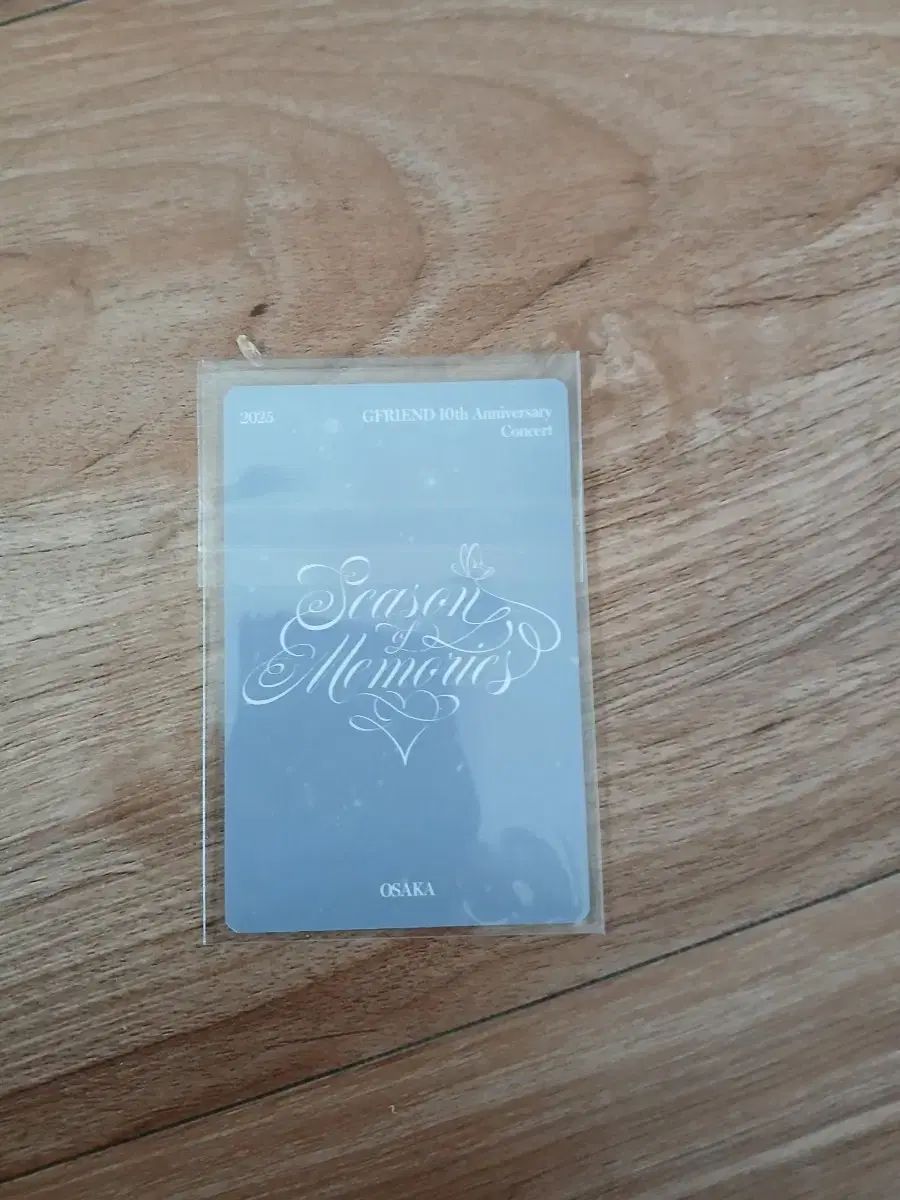 2025
GFRIEND 10th Anniversary
Concert
Season
of
Memories
OSAKA